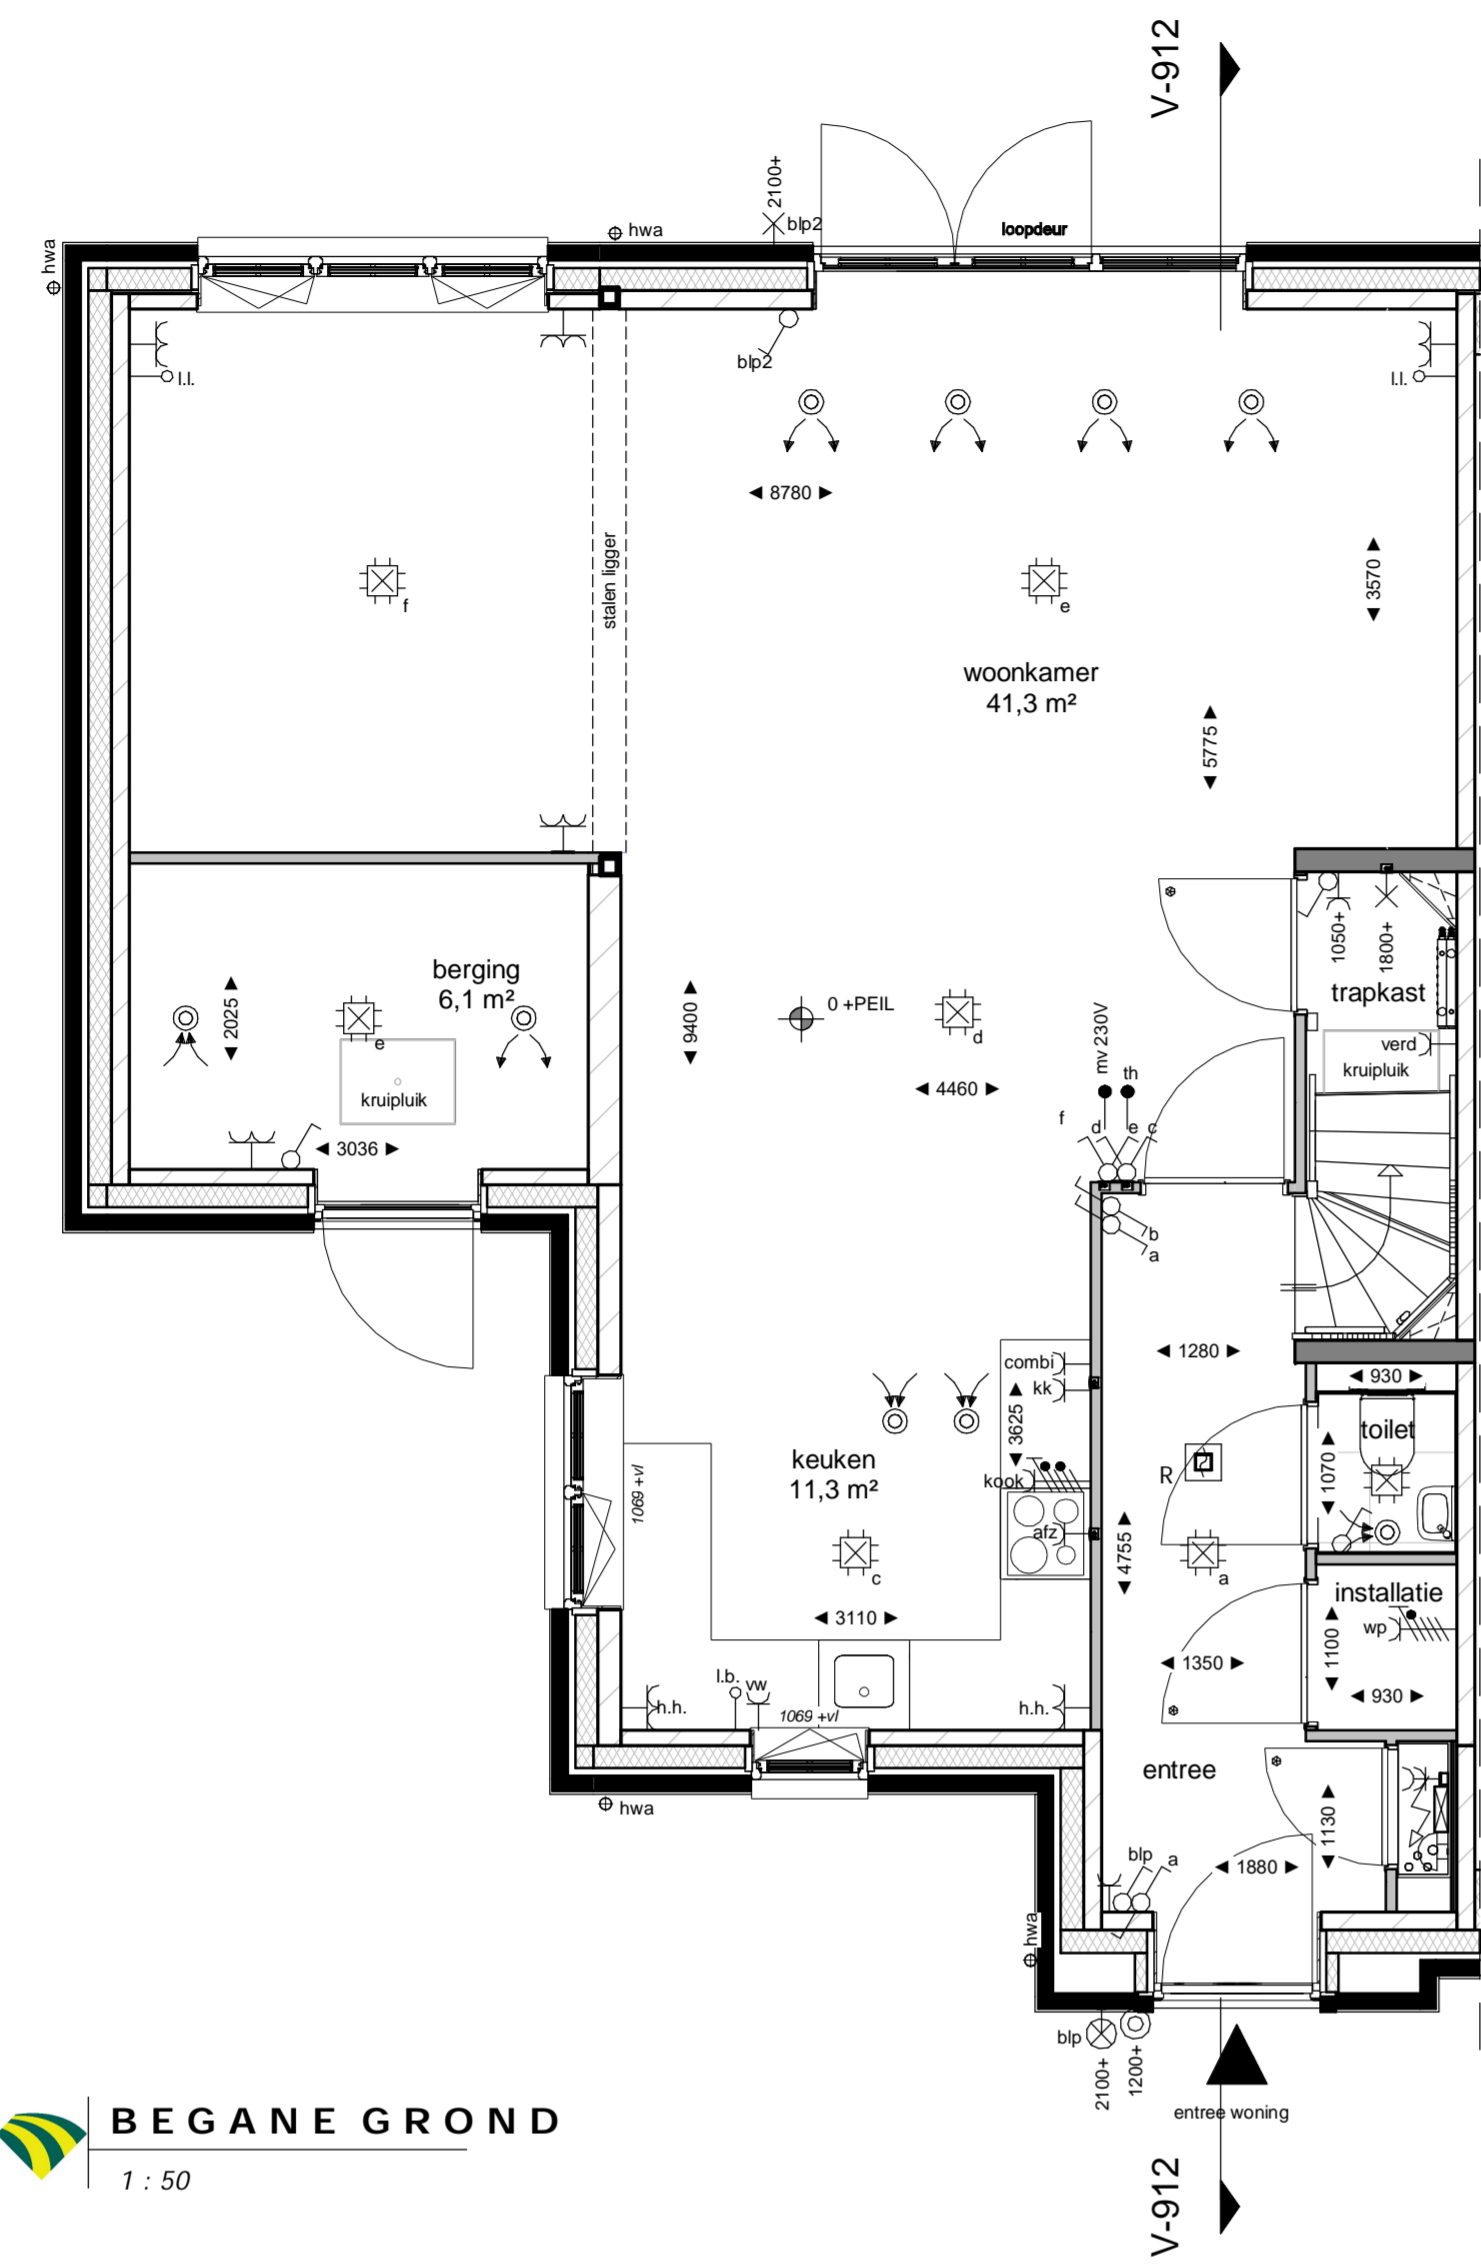 V-912
2100+
blp2
hwa
hwa
loopdeur
blp2
l.l.
l.l.
8780
stalen ligger
3570
f
e
woonkamer
41,3 m²
5775
berging
6,1 m²
2025
e
kruipluik
3036
9400
0 +PEIL
d
4460
1050+
1800+
trapkast
verd
kruipluik
mv 230V
th
f
d
e
c
b
a
1280
combi
kk
3625
930
toilet
1070
keuken
11,3 m²
kook
afz
R
1069 +vl
c
4755
a
3110
installatie
wp
1100
1350
930
l.b.
vw
h.h.
h.h.
1069 +vl
entree
hwa
1130
blp
a
1880
hwa
blp
2100+
1200+
entree woning
BEGANE GROND
1 : 50
V-912